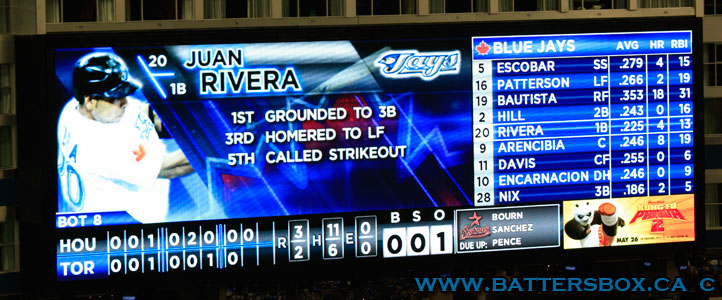 20
1B
JUAN
RIVERA
Jays
1ST GROUNDED TO 3B
3RD HOMERED TO LF
5TH CALLED STRIKEOUT
BLUE JAYS AVG HR RBI
5 ESCOBAR SS .279 4 15
16 PATTERSON LF .266 2 19
19 BAUTISTA RF .353 18 31
2 HILL 2B .243 0 16
20 RIVERA 1B .225 4 13
9 ARENCIBIA C .246 8 19
11 DAVIS CF .255 0 6
10 ENCARNACION DH .246 0 9
28 NIX 3B .186 2 5
BOT 8
HOU 0 0 1 0 2 0 0 R 3 H 11 E 0
TOR 0 0 1 0 0 1 0 2 6 0
B S O
0 0 1
Astros
DUE UP:
BOURN
SANCHEZ
PENCE
KUNG FU
PANDA 2
MAY 26
WWW.BATTERSBOX.CA C